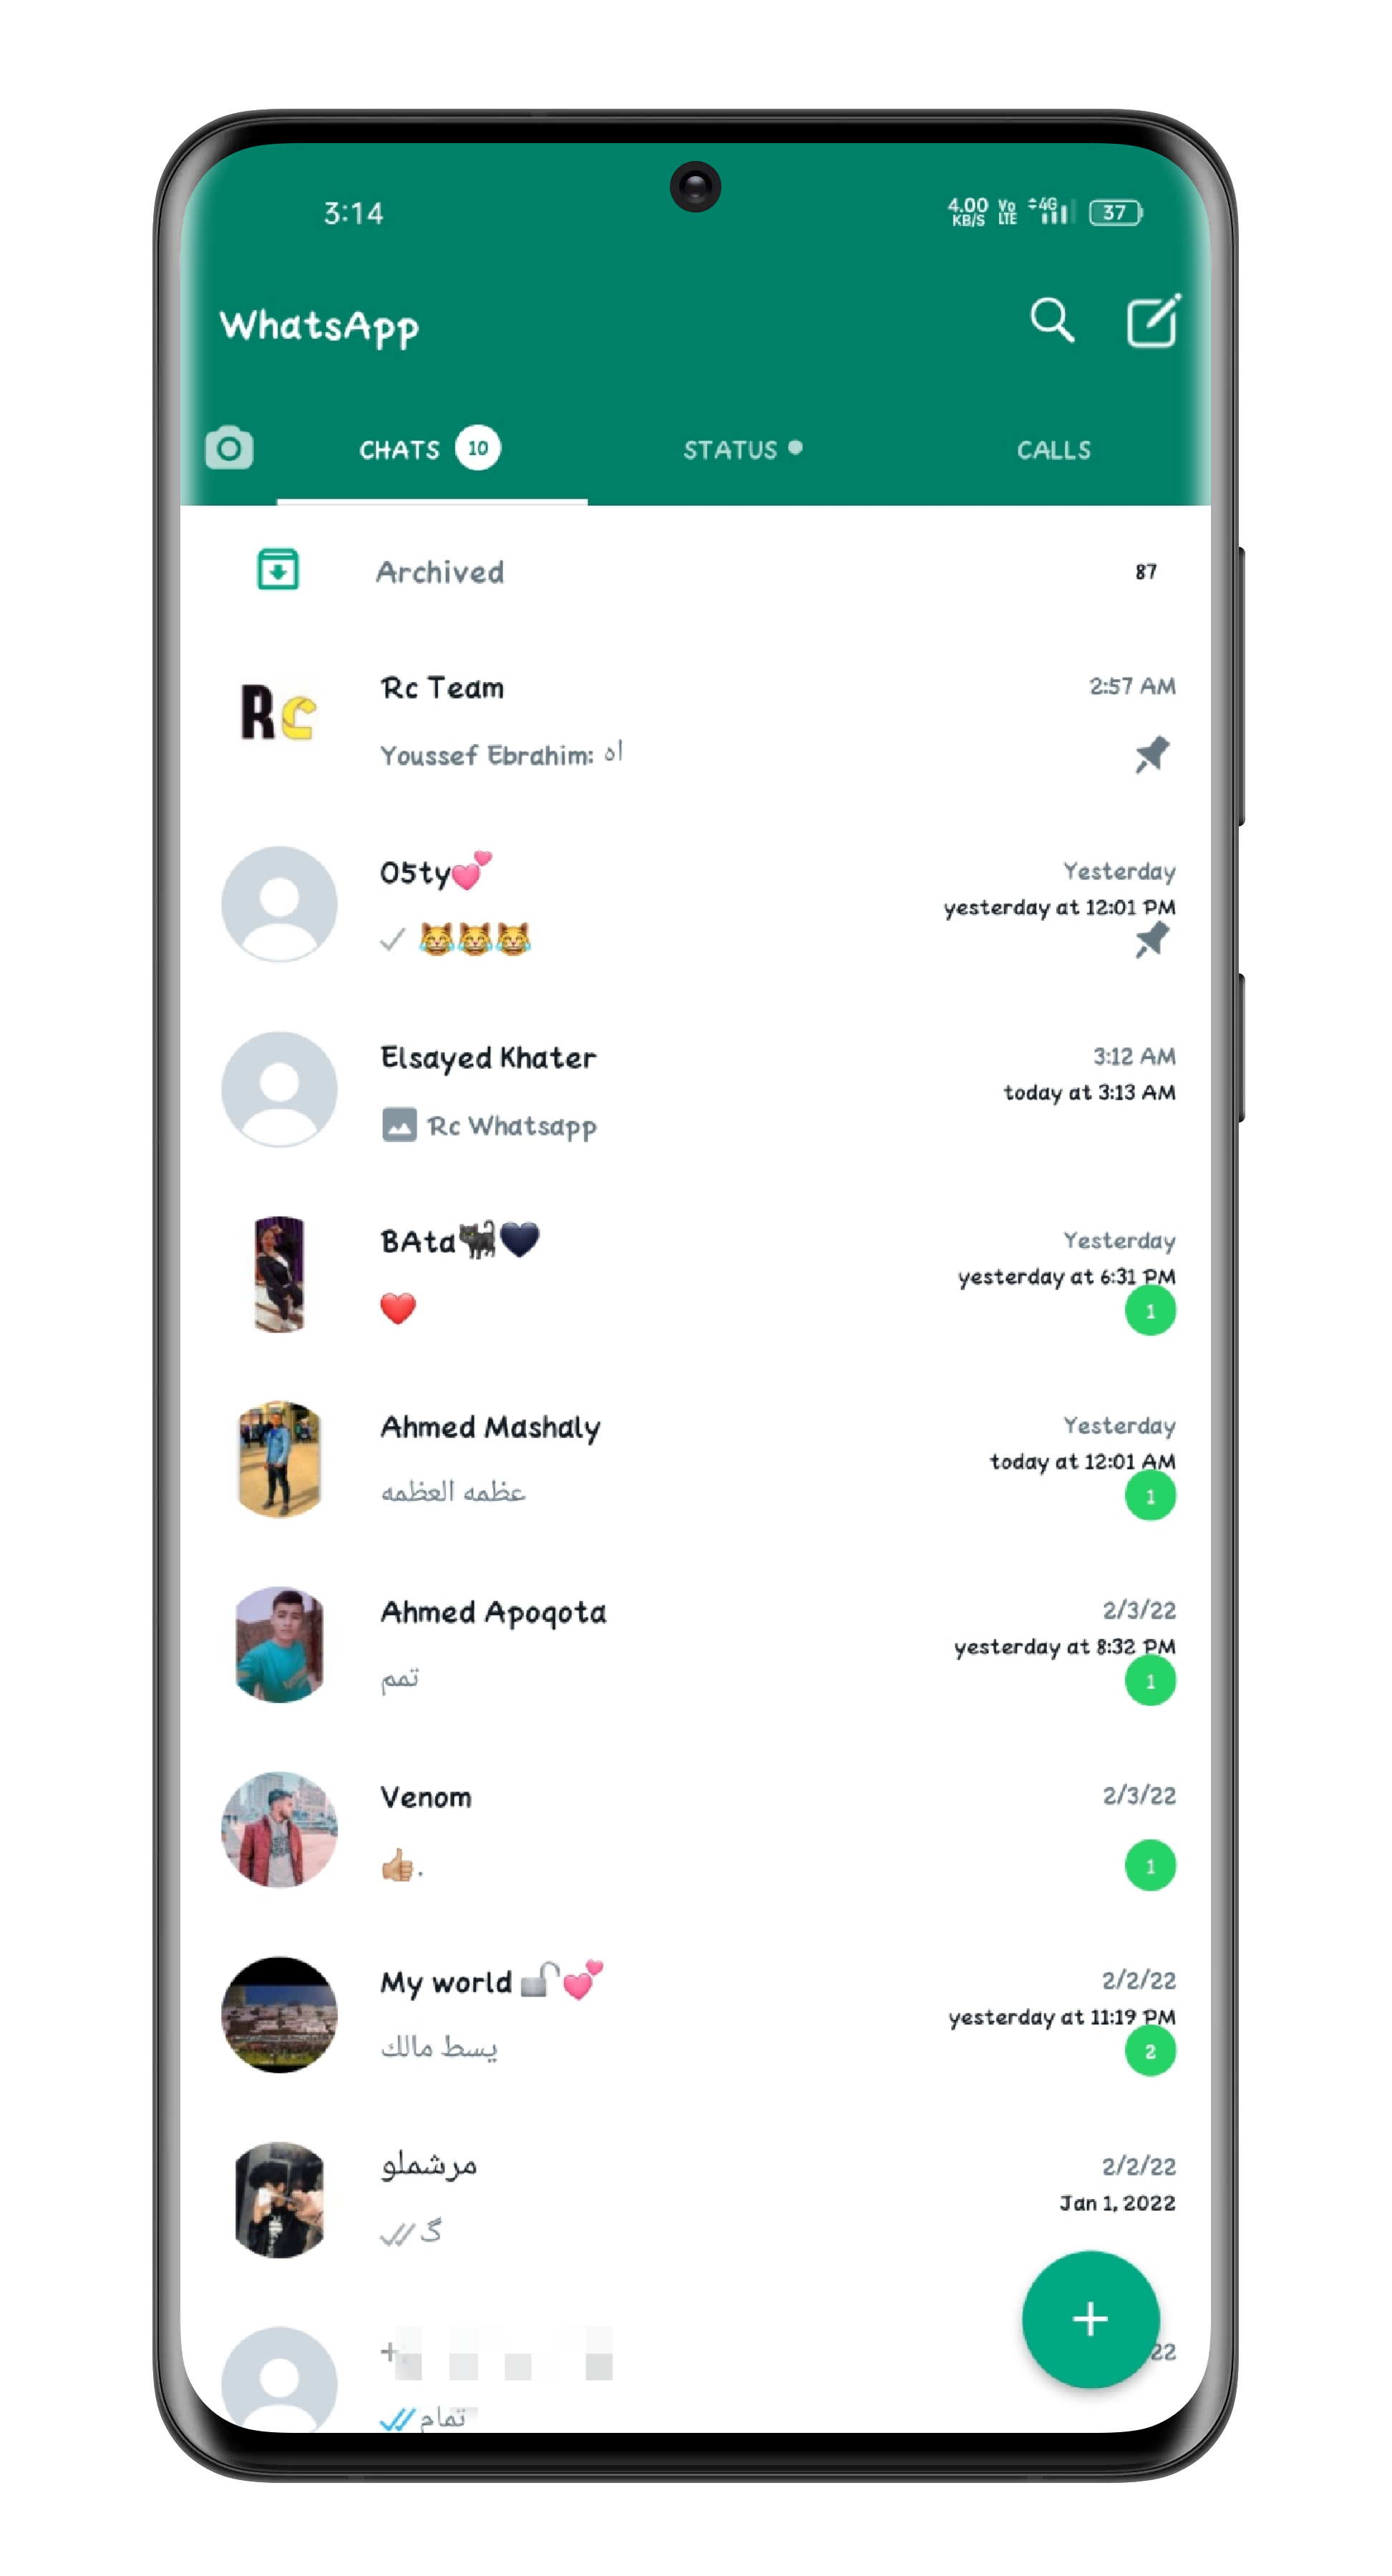 3:14
4.00 KB/S Vo LTE 4G 37
WhatsApp
CHATS 10 STATUS CALLS
Archived 87
Rc
Rc Team 2:57 AM
Youssef Ebrahim: اه
O5ty💕 Yesterday
yesterday at 12:01 PM
😹😹😹
Elsayed Khater 3:12 AM
today at 3:13 AM
Rc Whatsapp
BAta🐈‍⬛🖤 Yesterday
yesterday at 6:31 PM
❤️ 1
Ahmed Mashaly Yesterday
today at 12:01 AM
عظمه العظمه 1
Ahmed Apoqota 2/3/22
yesterday at 8:32 PM
تمم 1
Venom 2/3/22
👍🏼. 1
My world 🔓💕 2/2/22
yesterday at 11:19 PM
يسط مالك 2
مرشملو 2/2/22
Jan 1, 2022
گ
+ 22
تمام